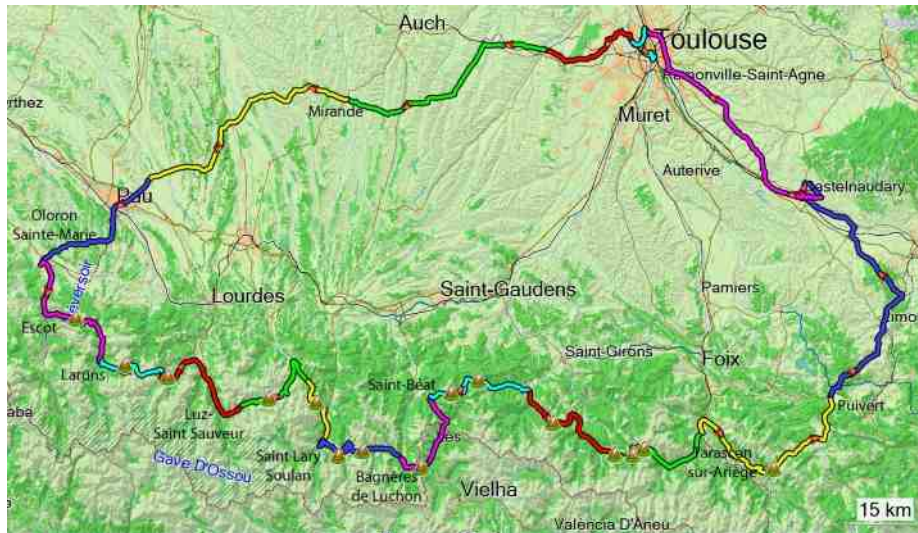 Auch
Toulouse
Ramonville-Saint-Agne
Mirande
Muret
Auterive
Castelnaudary
Pau
Oloron
Sainte-Marie
Lourdes
Saint-Gaudens
Pamiers
Escot
Saint-Girons
Foix
Laruns
Saint-Béat
Puivert
Luz-
Saint Sauveur
Tarascon
sur-Ariège
Saint-Lary
Soulan
Gave D'Ossou
Bagnères
de Luchon
Vielha
Valencia D'Aneu
15 km